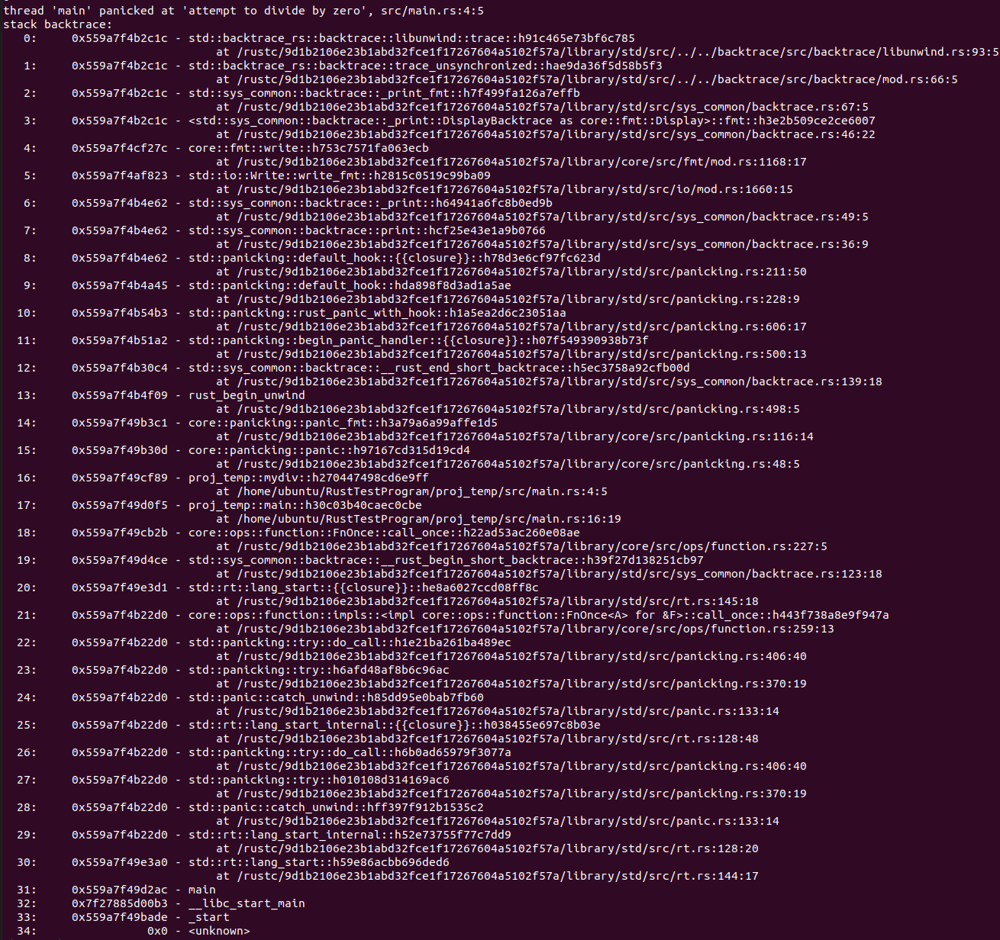 thread 'main' panicked at 'attempt to divide by zero', src/main.rs:4:5
stack backtrace:
   0:     0x559a7f4b2c1c - std::backtrace_rs::backtrace::libunwind::trace::h91c465e73bf6c785
                               at /rustc/9d1b2106e23b1abd32fce1f17267604a5102f57a/library/std/src/../../backtrace/src/backtrace/libunwind.rs:93:5
   1:     0x559a7f4b2c1c - std::backtrace_rs::backtrace::trace_unsynchronized::hae9da36f5d58b5f3
                               at /rustc/9d1b2106e23b1abd32fce1f17267604a5102f57a/library/std/src/../../backtrace/src/backtrace/mod.rs:66:5
   2:     0x559a7f4b2c1c - std::sys_common::backtrace::_print_fmt::h7f499fa126a7effb
                               at /rustc/9d1b2106e23b1abd32fce1f17267604a5102f57a/library/std/src/sys_common/backtrace.rs:67:5
   3:     0x559a7f4b2c1c - <std::sys_common::backtrace::_print::DisplayBacktrace as core::fmt::Display>::fmt::h3e2b509ce2ce6007
                               at /rustc/9d1b2106e23b1abd32fce1f17267604a5102f57a/library/std/src/sys_common/backtrace.rs:46:22
   4:     0x559a7f4cf27c - core::fmt::write::h753c7571fa063ecb
                               at /rustc/9d1b2106e23b1abd32fce1f17267604a5102f57a/library/core/src/fmt/mod.rs:1168:17
   5:     0x559a7f4af823 - std::io::Write::write_fmt::h2815c0519c99ba09
                               at /rustc/9d1b2106e23b1abd32fce1f17267604a5102f57a/library/std/src/io/mod.rs:1660:15
   6:     0x559a7f4b4e62 - std::sys_common::backtrace::_print::h64941a6fc8b0ed9b
                               at /rustc/9d1b2106e23b1abd32fce1f17267604a5102f57a/library/std/src/sys_common/backtrace.rs:49:5
   7:     0x559a7f4b4e62 - std::sys_common::backtrace::print::hcf25e43e1a9b0766
                               at /rustc/9d1b2106e23b1abd32fce1f17267604a5102f57a/library/std/src/sys_common/backtrace.rs:36:9
   8:     0x559a7f4b4e62 - std::panicking::default_hook::{{closure}}::h78d3e6cf97fc623d
                               at /rustc/9d1b2106e23b1abd32fce1f17267604a5102f57a/library/std/src/panicking.rs:211:50
   9:     0x559a7f4b4a45 - std::panicking::default_hook::hda898f8d3ad1a5ae
                               at /rustc/9d1b2106e23b1abd32fce1f17267604a5102f57a/library/std/src/panicking.rs:228:9
  10:     0x559a7f4b54b3 - std::panicking::rust_panic_with_hook::h1a5ea2d6c23051aa
                               at /rustc/9d1b2106e23b1abd32fce1f17267604a5102f57a/library/std/src/panicking.rs:606:17
  11:     0x559a7f4b51a2 - std::panicking::begin_panic_handler::{{closure}}::h07f549390938b73f
                               at /rustc/9d1b2106e23b1abd32fce1f17267604a5102f57a/library/std/src/panicking.rs:500:13
  12:     0x559a7f4b30c4 - std::sys_common::backtrace::__rust_end_short_backtrace::h5ec3758a92cfb00d
                               at /rustc/9d1b2106e23b1abd32fce1f17267604a5102f57a/library/std/src/sys_common/backtrace.rs:139:18
  13:     0x559a7f4b4f09 - rust_begin_unwind
                               at /rustc/9d1b2106e23b1abd32fce1f17267604a5102f57a/library/std/src/panicking.rs:498:5
  14:     0x559a7f49b3c1 - core::panicking::panic_fmt::h3a79a6a99affe1d5
                               at /rustc/9d1b2106e23b1abd32fce1f17267604a5102f57a/library/core/src/panicking.rs:116:14
  15:     0x559a7f49b30d - core::panicking::panic::h97167cd315d19cd4
                               at /rustc/9d1b2106e23b1abd32fce1f17267604a5102f57a/library/core/src/panicking.rs:48:5
  16:     0x559a7f49cf89 - proj_temp::mydiv::h270447498cd6e9ff
                               at /home/ubuntu/RustTestProgram/proj_temp/src/main.rs:4:5
  17:     0x559a7f49d0f5 - proj_temp::main::h30c03b40caec0cbe
                               at /home/ubuntu/RustTestProgram/proj_temp/src/main.rs:16:19
  18:     0x559a7f49cb2b - core::ops::function::FnOnce::call_once::h22ad53ac260e08ae
                               at /rustc/9d1b2106e23b1abd32fce1f17267604a5102f57a/library/core/src/ops/function.rs:227:5
  19:     0x559a7f49d4ce - std::sys_common::backtrace::__rust_begin_short_backtrace::h39f27d138251cb97
                               at /rustc/9d1b2106e23b1abd32fce1f17267604a5102f57a/library/std/src/sys_common/backtrace.rs:123:18
  20:     0x559a7f49e3d1 - std::rt::lang_start::{{closure}}::he8a6027ccd08ff8c
                               at /rustc/9d1b2106e23b1abd32fce1f17267604a5102f57a/library/std/src/rt.rs:145:18
  21:     0x559a7f4b22d0 - core::ops::function::impls::<impl core::ops::function::FnOnce<A> for &F>::call_once::h443f738a8e9f947a
                               at /rustc/9d1b2106e23b1abd32fce1f17267604a5102f57a/library/core/src/ops/function.rs:259:13
  22:     0x559a7f4b22d0 - std::panicking::try::do_call::h1e21ba261ba489ec
                               at /rustc/9d1b2106e23b1abd32fce1f17267604a5102f57a/library/std/src/panicking.rs:406:40
  23:     0x559a7f4b22d0 - std::panicking::try::h6afd48af8b6c96ac
                               at /rustc/9d1b2106e23b1abd32fce1f17267604a5102f57a/library/std/src/panicking.rs:370:19
  24:     0x559a7f4b22d0 - std::panic::catch_unwind::h85dd95e0bab7fb60
                               at /rustc/9d1b2106e23b1abd32fce1f17267604a5102f57a/library/std/src/panic.rs:133:14
  25:     0x559a7f4b22d0 - std::rt::lang_start_internal::{{closure}}::h038455e697c8b03e
                               at /rustc/9d1b2106e23b1abd32fce1f17267604a5102f57a/library/std/src/rt.rs:128:48
  26:     0x559a7f4b22d0 - std::panicking::try::do_call::h6b0ad65979f3077a
                               at /rustc/9d1b2106e23b1abd32fce1f17267604a5102f57a/library/std/src/panicking.rs:406:40
  27:     0x559a7f4b22d0 - std::panicking::try::h010108d314169ac6
                               at /rustc/9d1b2106e23b1abd32fce1f17267604a5102f57a/library/std/src/panicking.rs:370:19
  28:     0x559a7f4b22d0 - std::panic::catch_unwind::hff397f912b1535c2
                               at /rustc/9d1b2106e23b1abd32fce1f17267604a5102f57a/library/std/src/panic.rs:133:14
  29:     0x559a7f4b22d0 - std::rt::lang_start_internal::h52e73755f77c7dd9
                               at /rustc/9d1b2106e23b1abd32fce1f17267604a5102f57a/library/std/src/rt.rs:128:20
  30:     0x559a7f49e3a0 - std::rt::lang_start::h59e86acbb696ded6
                               at /rustc/9d1b2106e23b1abd32fce1f17267604a5102f57a/library/std/src/rt.rs:144:17
  31:     0x559a7f49d2ac - main
  32:     0x7f27885d00b3 - __libc_start_main
  33:     0x559a7f49bade - _start
  34:                0x0 - <unknown>